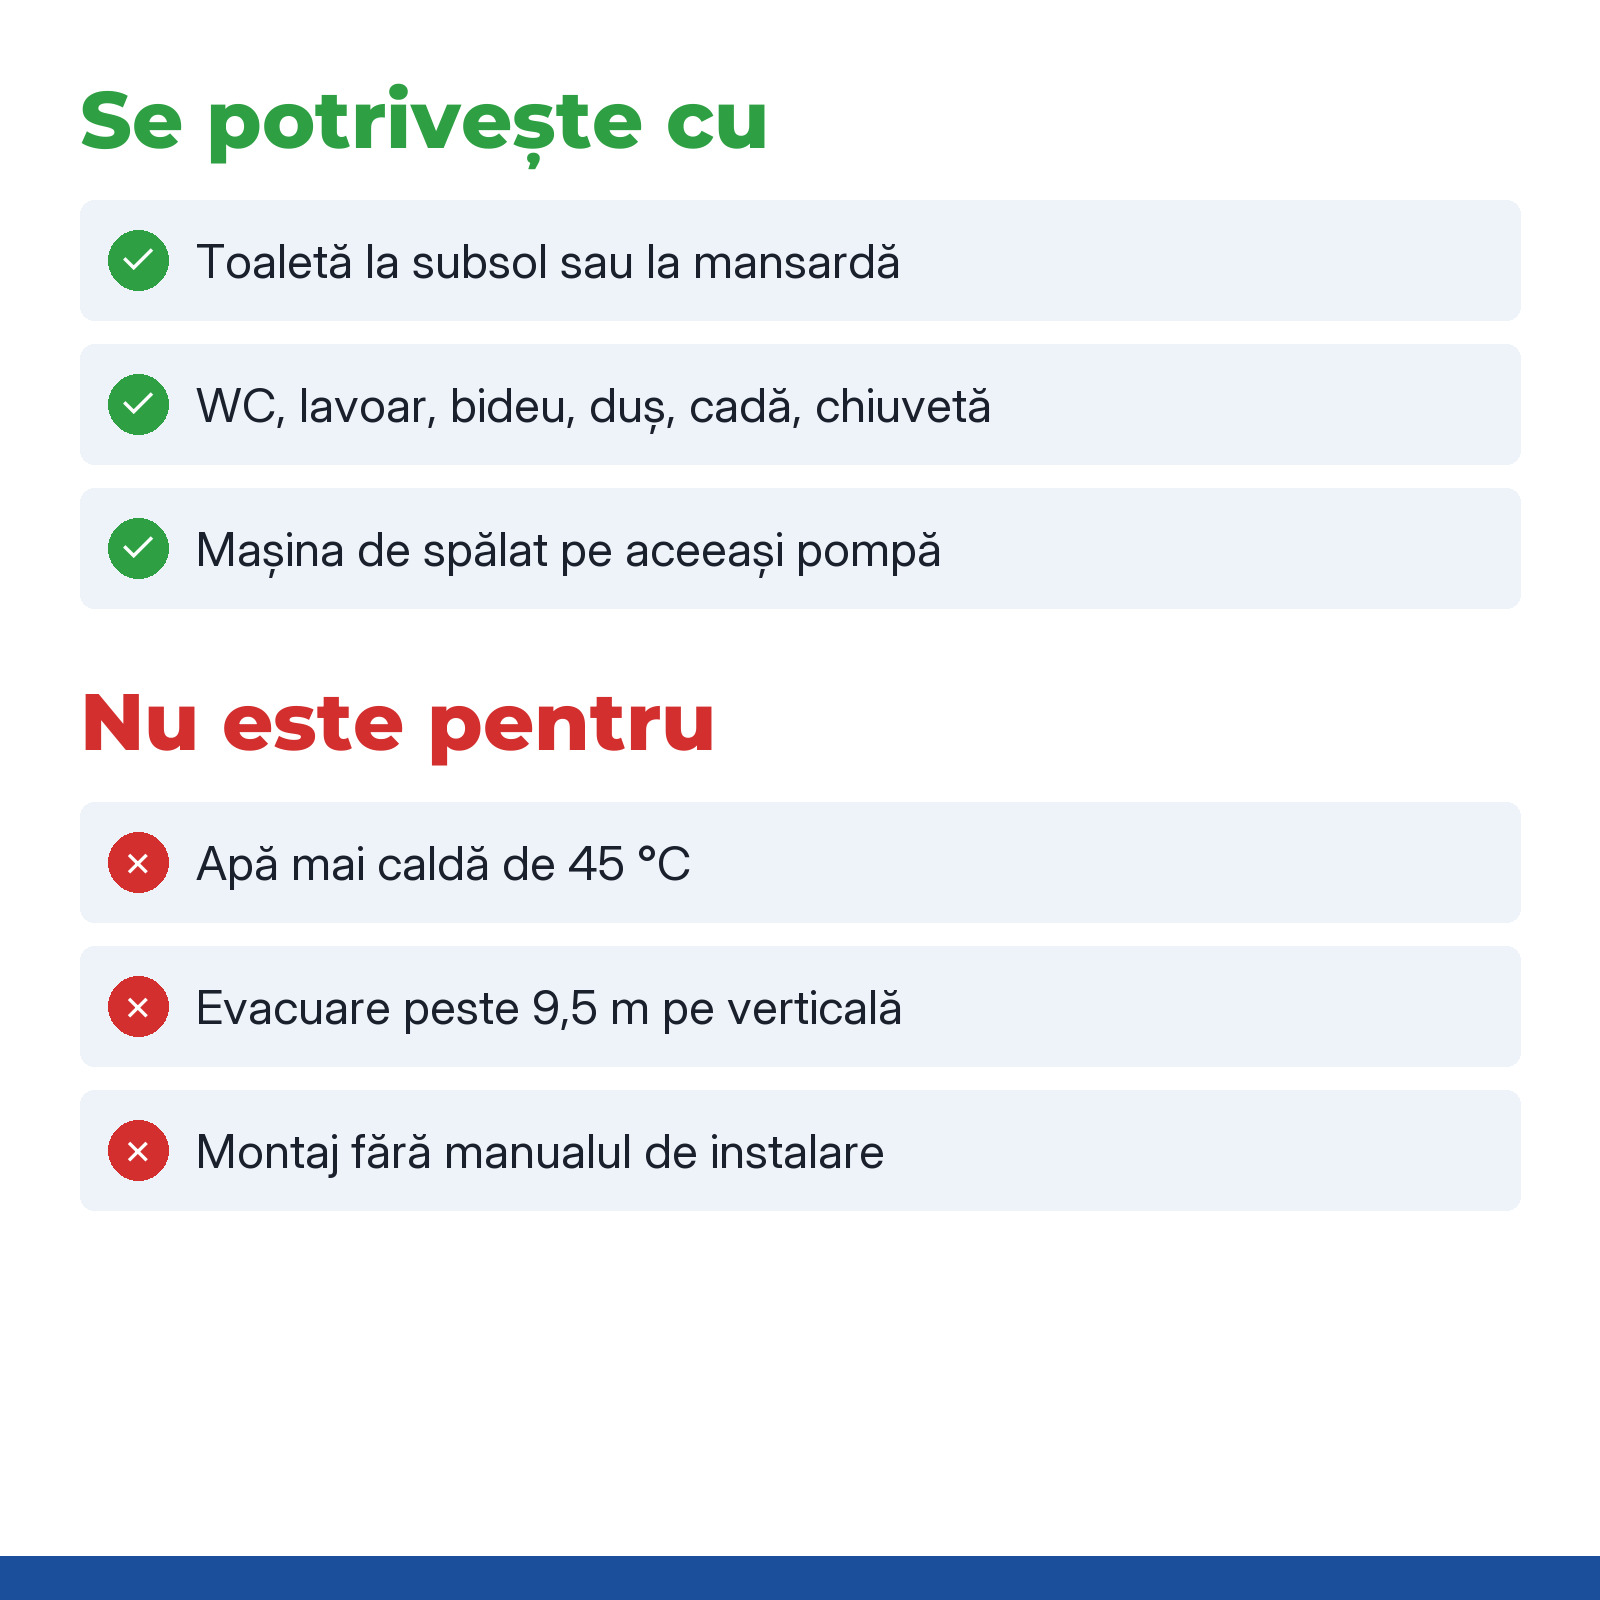 Se potrivește cu
Toaletă la subsol sau la mansardă
WC, lavoar, bideu, duș, cadă, chiuvetă
Mașina de spălat pe aceeași pompă
Nu este pentru
Apă mai caldă de 45 °C
Evacuare peste 9,5 m pe verticală
Montaj fără manualul de instalare